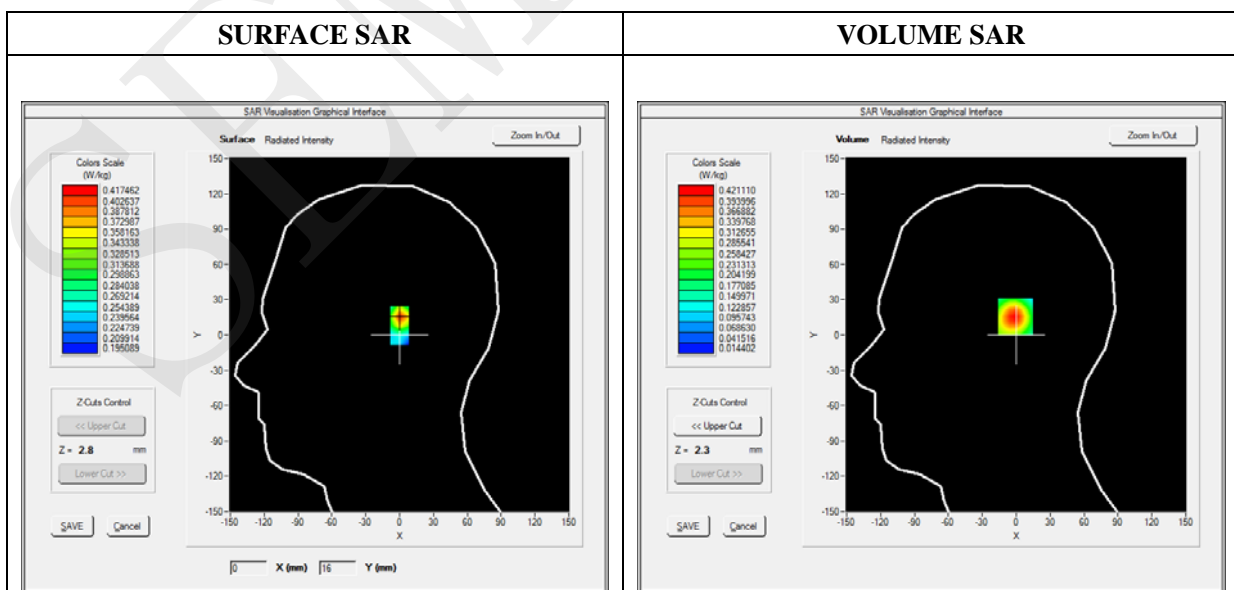 SURFACE SAR
VOLUME SAR
SAR Visualisation Graphical Interface
Surface Radiated Intensity
Zoom In/Out
Colors Scale
(W/kg)
0.417462
0.402637
0.387812
0.372987
0.358163
0.343338
0.328513
0.313688
0.298863
0.284038
0.269214
0.254389
0.239564
0.224739
0.209914
0.195089
Z-Cuts Control
<< Upper Cut
Z = 2.8 mm
Lower Cut >>
SAVE Cancel
150
120
90
60
30
Y 0
-30
-60
-90
-120
-150
-150 -120 -90 -60 -30 0 30 60 90 120 150
X
0 X (mm) 16 Y (mm)
SAR Visualisation Graphical Interface
Volume Radiated Intensity
Zoom In/Out
Colors Scale
(W/kg)
0.421110
0.393996
0.366882
0.339768
0.312655
0.285541
0.258427
0.231313
0.204199
0.177085
0.149971
0.122857
0.095743
0.068630
0.041516
0.014402
Z-Cuts Control
<< Upper Cut
Z = 2.3 mm
Lower Cut >>
SAVE Cancel
150
120
90
60
30
Y 0
-30
-60
-90
-120
-150
-150 -120 -90 -60 -30 0 30 60 90 120 150
X